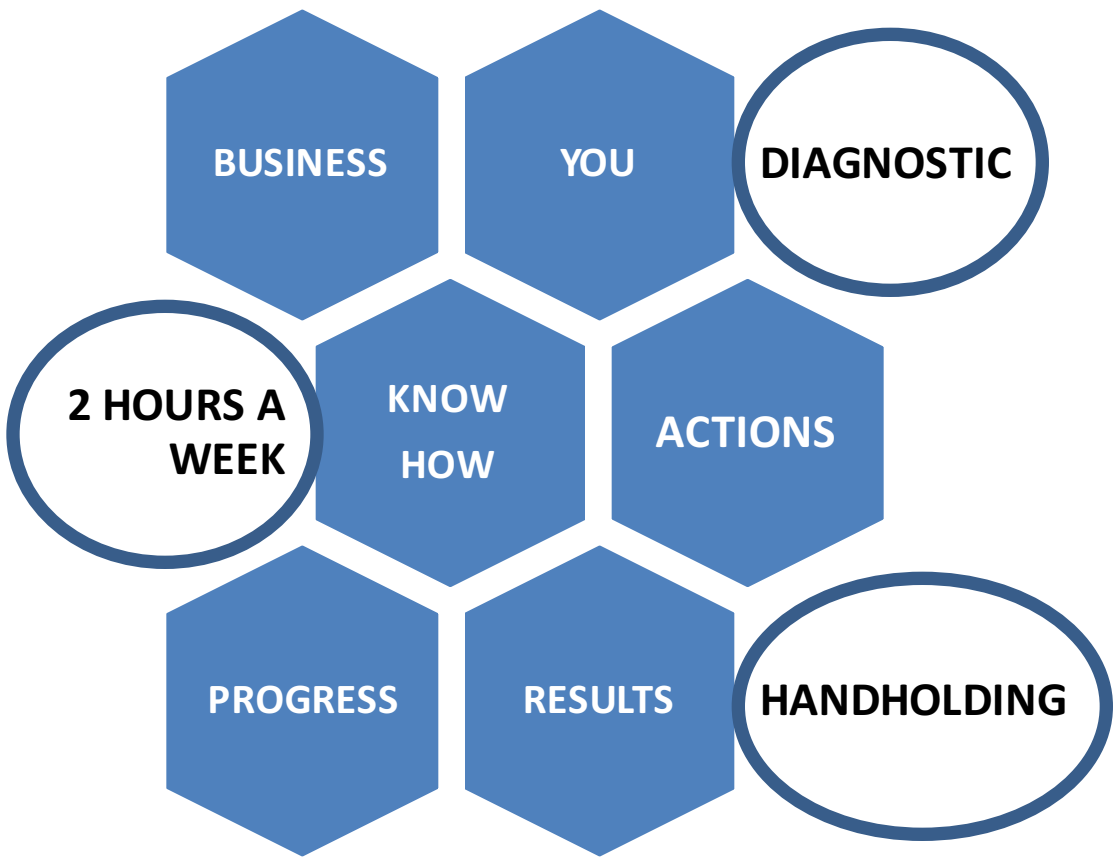 BUSINESS
YOU
DIAGNOSTIC
2 HOURS A
WEEK
KNOW
HOW
ACTIONS
PROGRESS
RESULTS
HANDHOLDING